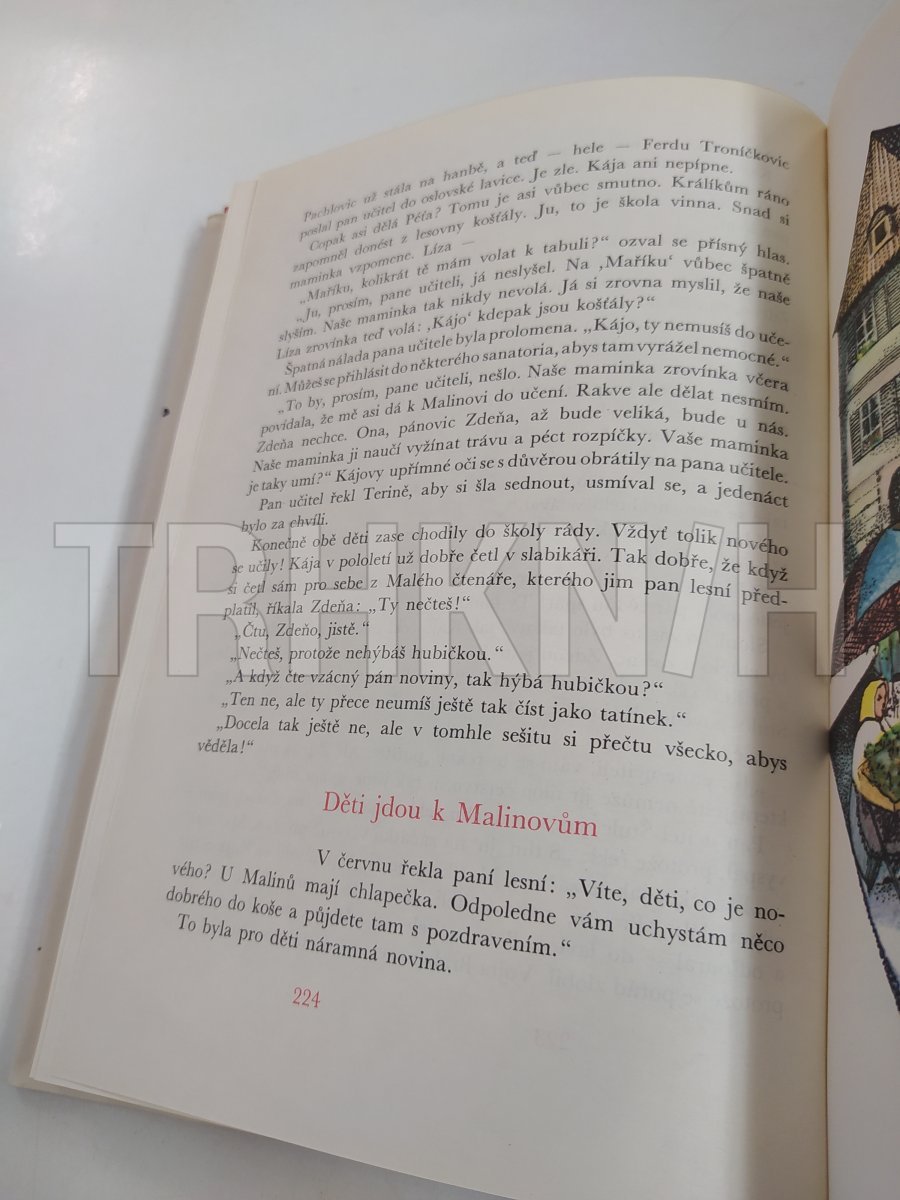 Pachlovic už stála na hanbě, a teď — hele — Ferdu Troníčkovic
poslal pan učitel do oslovské lavice. Je zle. Kája ani nepípne.
Copak asi dělá Péťa? Tomu je asi vůbec smutno. Králíkům ráno
zapomněl donést z lesovny košťály. Ju, to je škola vinna. Snad si
maminka vzpomene. Líza —
„Maříku, kolikrát tě mám volat k tabuli?“ ozval se přísný hlas.
„Ju, prosím, pane učiteli, já neslyšel. Na ‚Maříku‘ vůbec špatně
slyším. Naše maminka tak nikdy nevolá. Já si zrovna myslil, že naše
Líza zrovínka teď volá: ‚Kájo‘ kdepak jsou košťály?“
Špatná nálada pana učitele byla prolomena. „Kájo, ty nemusíš do uče-
ní. Můžeš se přihlásit do některého sanatoria, abys tam vyrážel nemocné.“
„To by, prosím, pane učiteli, nešlo. Naše maminka zrovínka včera
povídala, že mě asi dá k Malinovi do učení. Rakve ale dělat nesmím.
Zdeňa nechce. Ona, pánovic Zdeňa, až bude veliká, bude u nás.
Naše maminka ji naučí vyžínat trávu a péct rozpíčky. Vaše maminka
je taky umí?“ Kájovy upřímné oči se s důvěrou obrátily na pana učitele.
Pan učitel řekl Terině, aby si šla sednout, usmíval se, a jedenáct
bylo za chvíli.
Konečně obě děti zase chodily do školy rády. Vždyť tolik nového
se učily! Kája v pololetí už dobře četl v slabikáři. Tak dobře, že když
si četl sám pro sebe z Malého čtenáře, kterého jim pan lesní před-
platil, říkala Zdeňa: „Ty nečteš!“
„Čtu, Zdeňo, jistě.“
„Nečteš, protože nehýbáš hubičkou.“
„A když čte vzácný pán noviny, tak hýbá hubičkou?“
„Ten ne, ale ty přece neumíš ještě tak číst jako tatínek.“
„Docela tak ještě ne, ale v tomhle sešitu si přečtu všecko, abys
věděla!“
Děti jdou k Malinovům
V červnu řekla paní lesní: „Víte, děti, co je no-
vého? U Malinů mají chlapečka. Odpoledne vám uchystám něco
dobrého do koše a půjdete tam s pozdravením.“
To byla pro děti náramná novina.
224
TRHKNIH